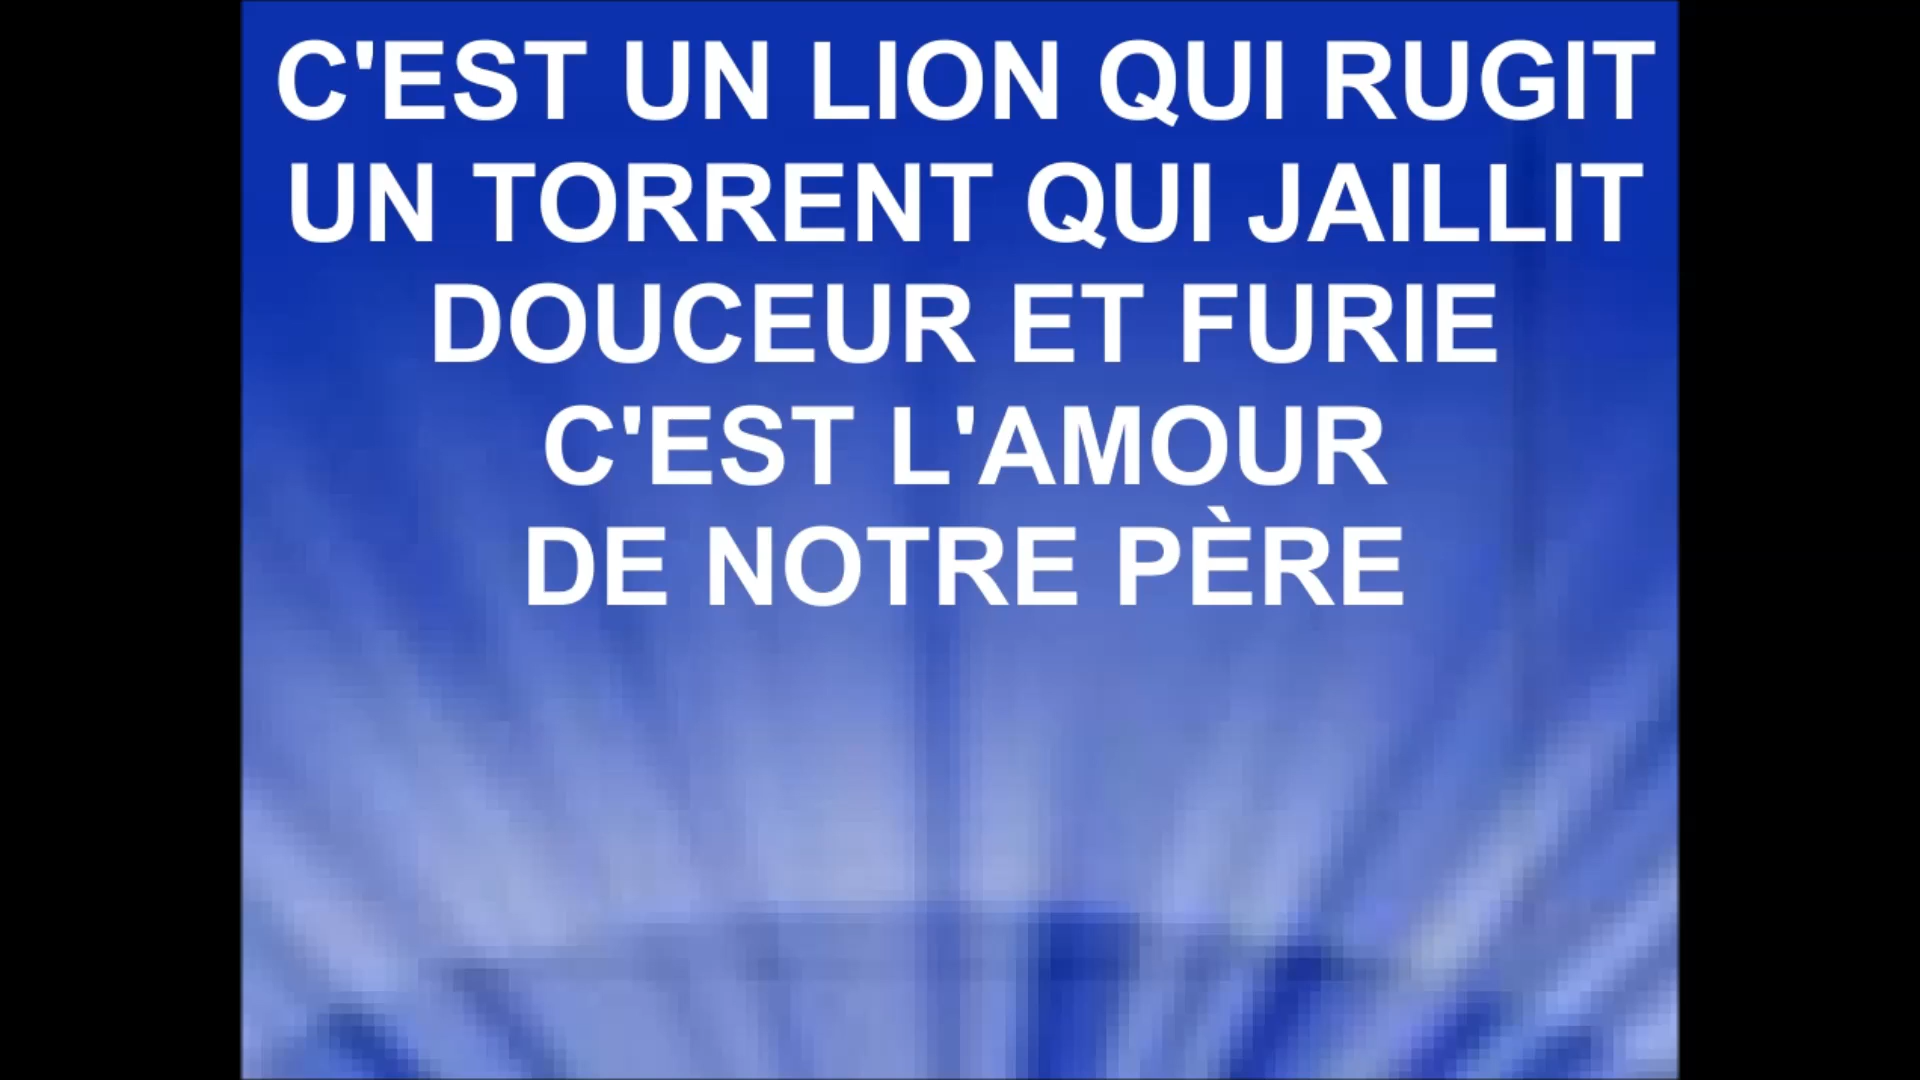 C'EST UN LION QUI RUGIT
UN TORRENT QUI JAILLIT
DOUCEUR ET FURIE
C'EST L'AMOUR
DE NOTRE PÈRE